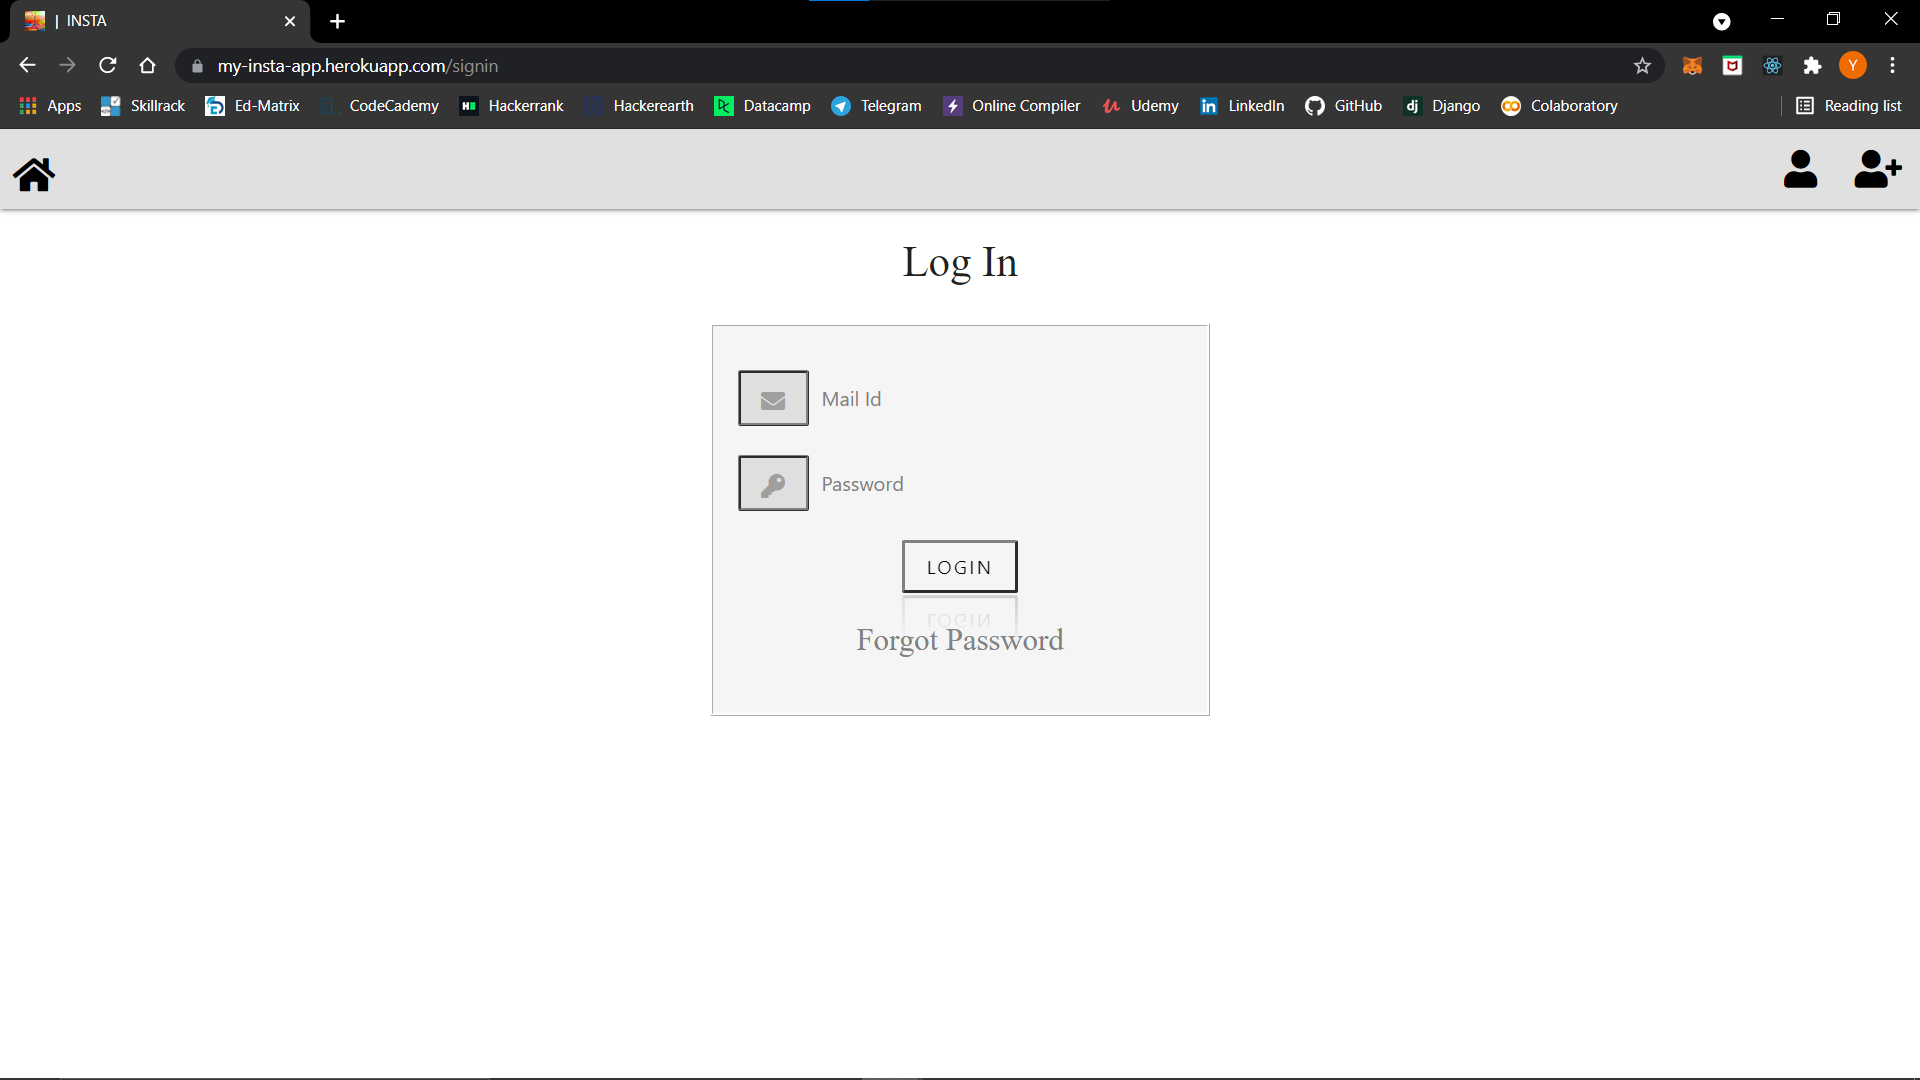 | INSTA
my-insta-app.herokuapp.com/signin
Y
Apps Skillrack Ed-Matrix CodeCademy Hackerrank Hackerearth Datacamp Telegram Online Compiler Udemy LinkedIn GitHub Django Colaboratory Reading list
Log In
Mail Id
Password
LOGIN
LOGIN
Forgot Password